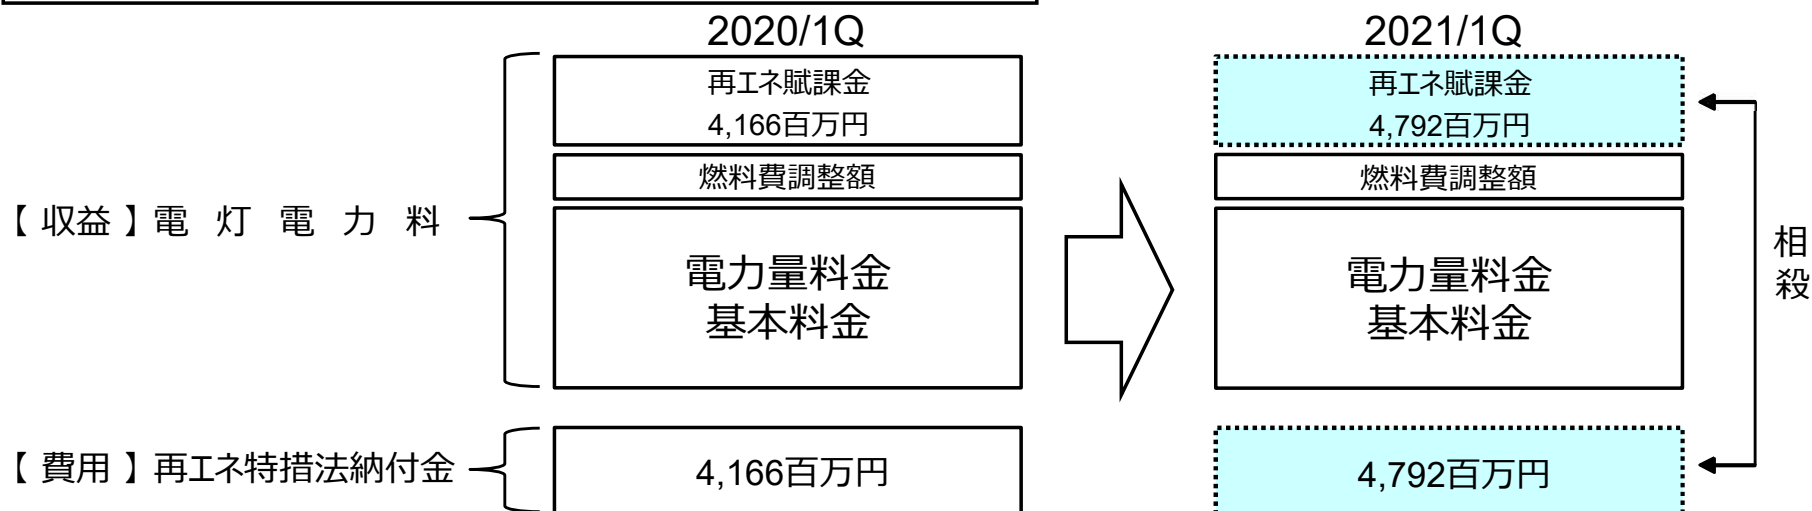 2020/1Q
2021/1Q
再エネ賦課金
4,166百万円
再エネ賦課金
4,792百万円
燃料費調整額
燃料費調整額
【 収益 】電 灯 電 力 料
電力量料金
基本料金
電力量料金
基本料金
相殺
【 費用 】再エネ特措法納付金
4,166百万円
4,792百万円